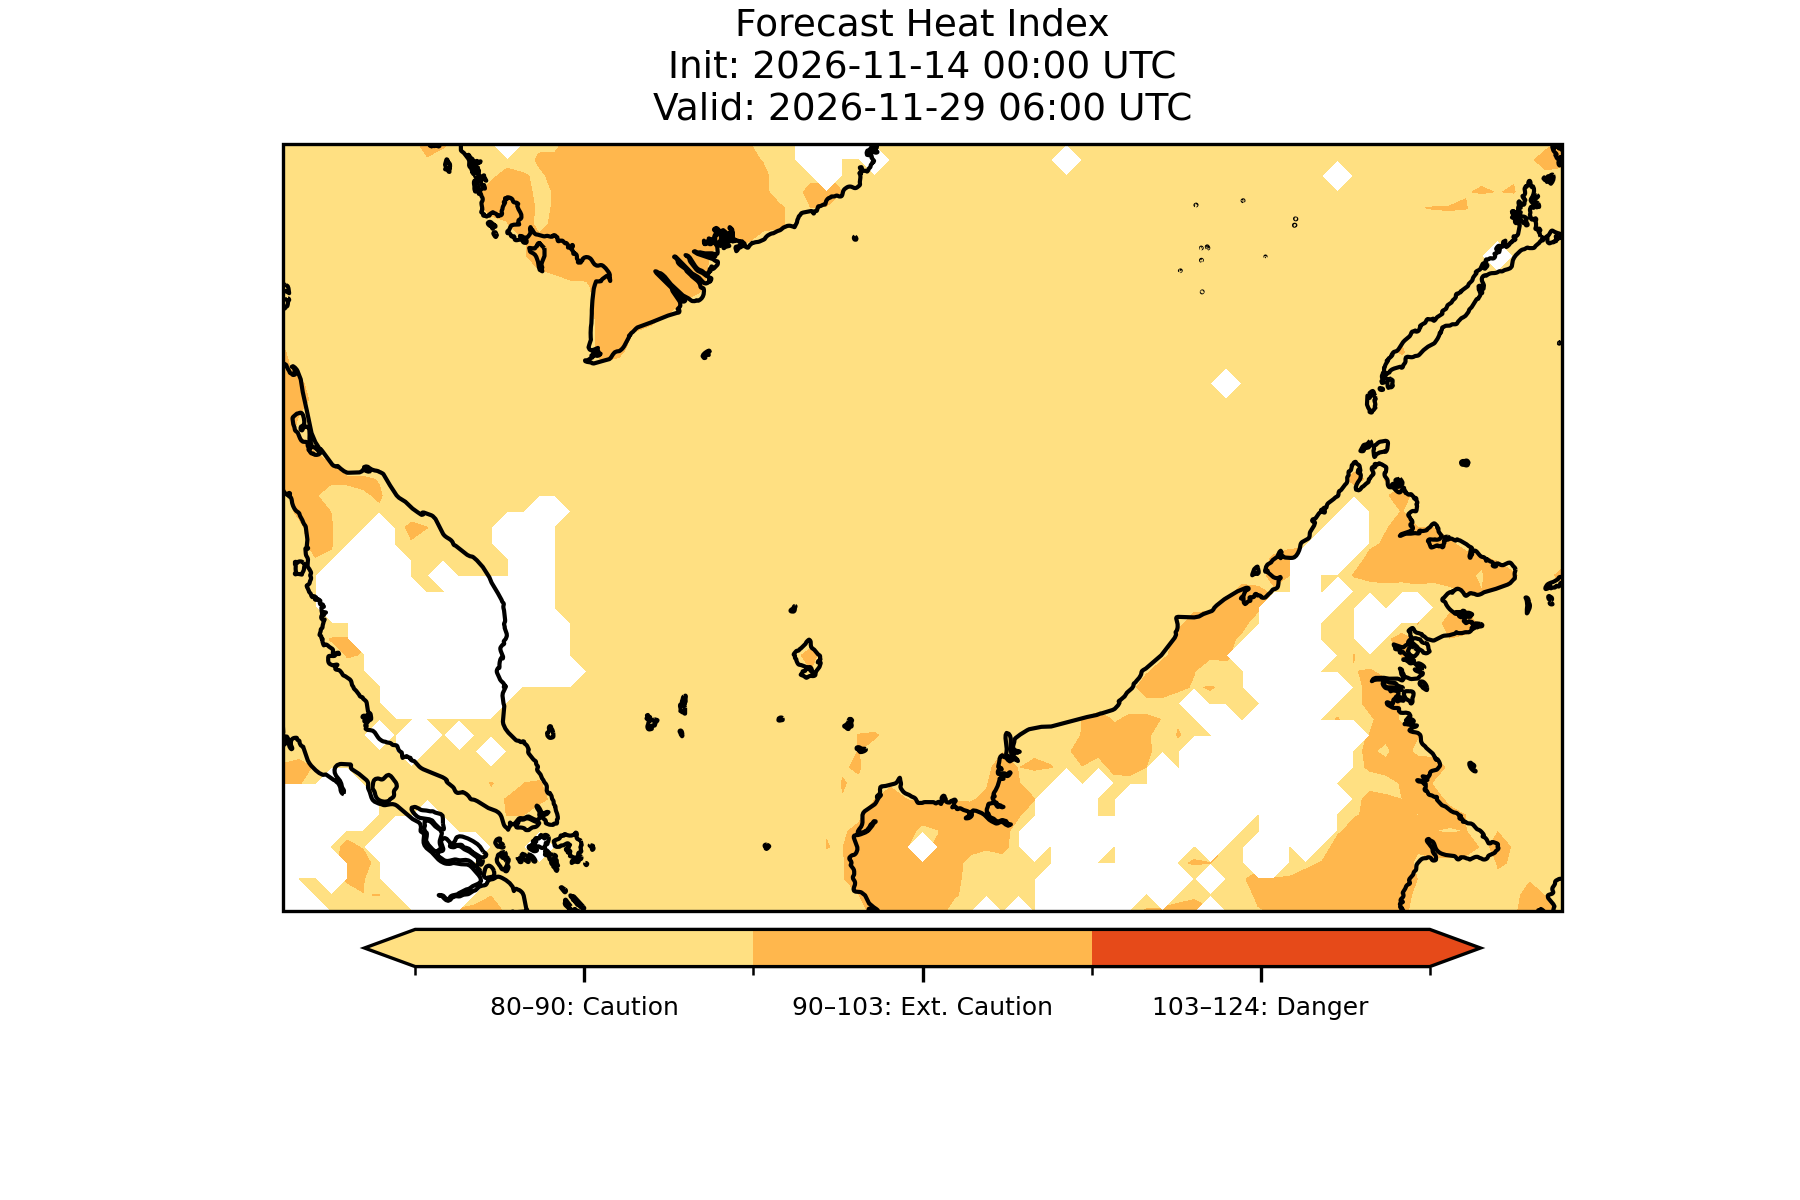 Forecast Heat Index
Init: 2026-11-14 00:00 UTC
Valid: 2026-11-29 06:00 UTC
80–90: Caution
90–103: Ext. Caution
103–124: Danger